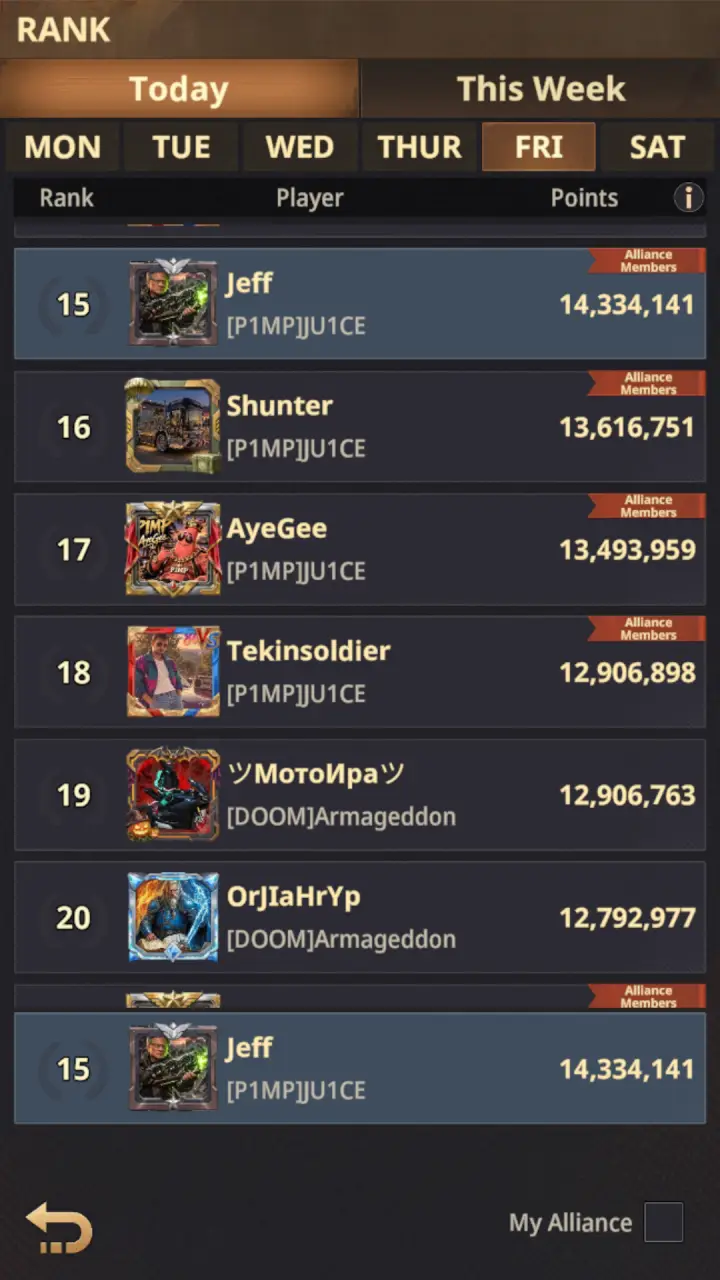 RANK
Today
This Week
MON TUE WED THUR FRI SAT
Rank Player Points
Alliance Members
15 Jeff 14,334,141
[P1MP]JU1CE
Alliance Members
16 Shunter 13,616,751
[P1MP]JU1CE
Alliance Members
17 AyeGee 13,493,959
[P1MP]JU1CE
Alliance Members
18 Tekinsoldier 12,906,898
[P1MP]JU1CE
19 ツМотоИраツ 12,906,763
[DOOM]Armageddon
20 OrJIaHrYp 12,792,977
[DOOM]Armageddon
Alliance Members
15 Jeff 14,334,141
[P1MP]JU1CE
My Alliance